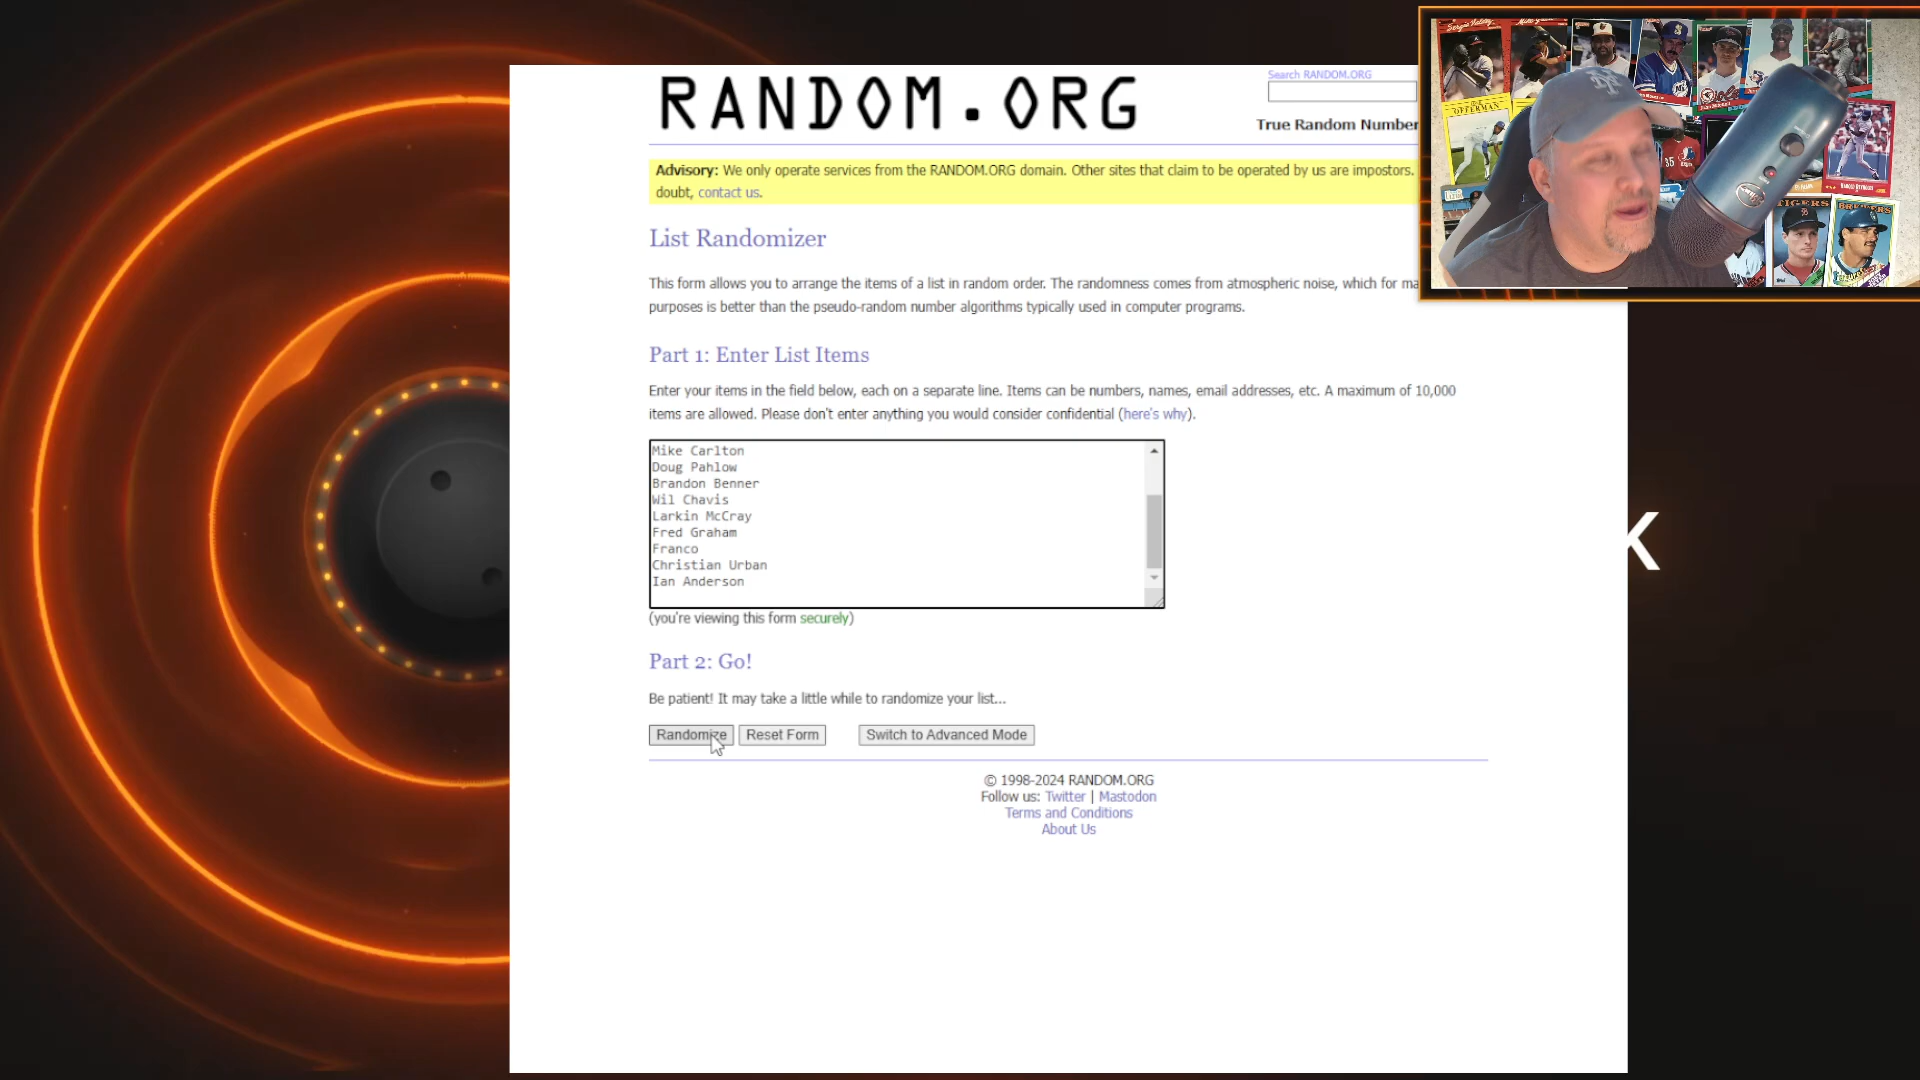 RANDOM.ORG
Search RANDOM.ORG
True Random Number
Advisory: We only operate services from the RANDOM.ORG domain. Other sites that claim to be operated by us are impostors.
doubt, contact us.
List Randomizer
This form allows you to arrange the items of a list in random order. The randomness comes from atmospheric noise, which for
purposes is better than the pseudo-random number algorithms typically used in computer programs.
Part 1: Enter List Items
Enter your items in the field below, each on a separate line. Items can be numbers, names, email addresses, etc. A maximum of 10,000
items are allowed. Please don't enter anything you would consider confidential (here's why).
Mike Carlton
Doug Pahlow
Brandon Benner
Wil Chavis
Larkin McCray
Fred Graham
Franco
Christian Urban
Ian Anderson
(you're viewing this form securely)
Part 2: Go!
Be patient! It may take a little while to randomize your list...
Randomize Reset Form Switch to Advanced Mode
© 1998-2024 RANDOM.ORG
Follow us: Twitter | Mastodon
Terms and Conditions
About Us
K
OFFERMAN
TIGERS
BREWERS